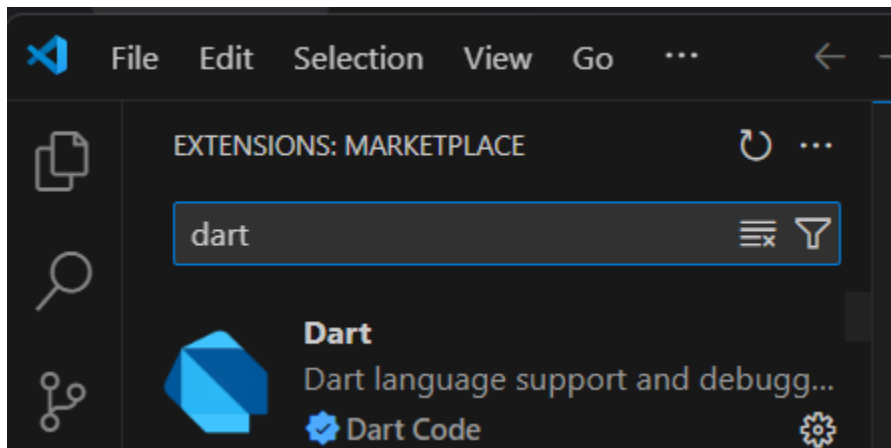 File Edit Selection View Go ...
EXTENSIONS: MARKETPLACE
dart
Dart
Dart language support and debugg...
Dart Code